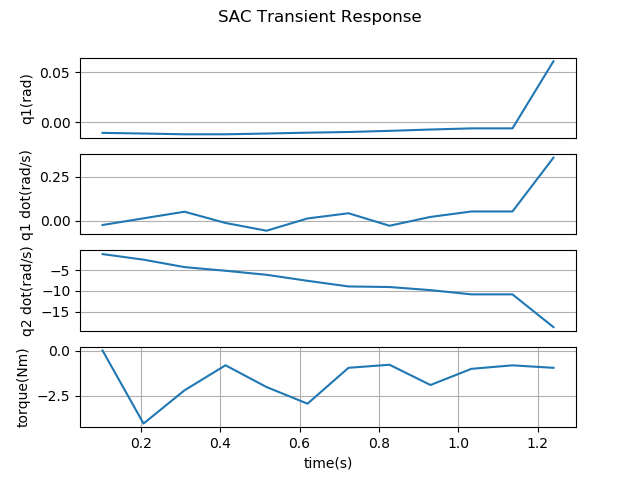 SAC Transient Response
q1(rad)
0.05
0.00
q1 dot(rad/s)
0.25
0.00
q2 dot(rad/s)
−5
−10
−15
torque(Nm)
0.0
−2.5
0.2 0.4 0.6 0.8 1.0 1.2
time(s)